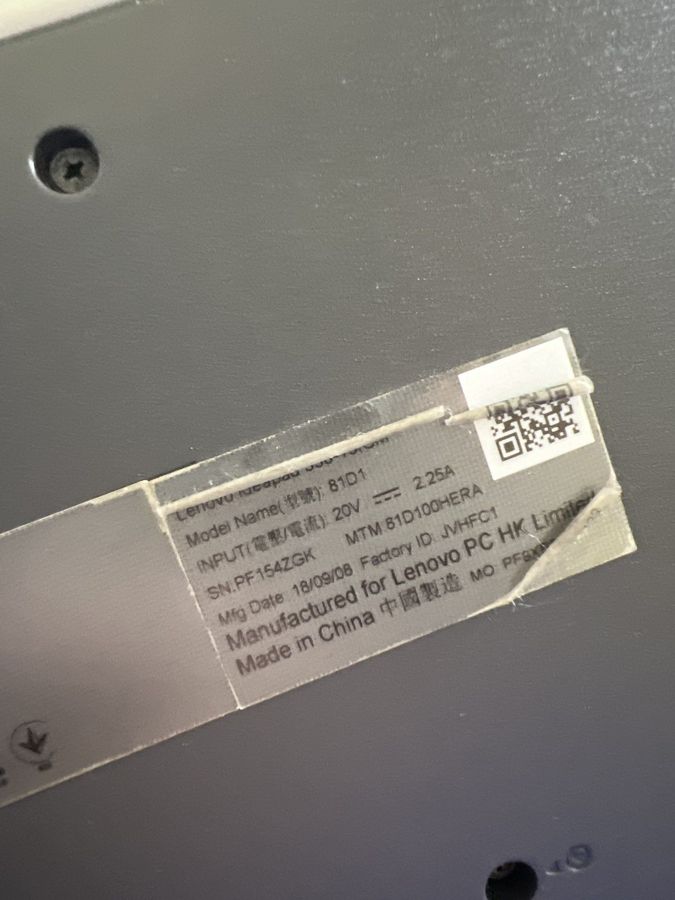 Lenovo ideapad
Model Name(型號): 81D1
INPUT(電壓/電流): 20V ⎓ 2.25A
SN.PF154ZGK MTM 81D100HERA
Mfg Date 18/09/08 Factory ID: JVHFC1
Manufactured for Lenovo PC HK Limited
Made in China 中國製造 MO